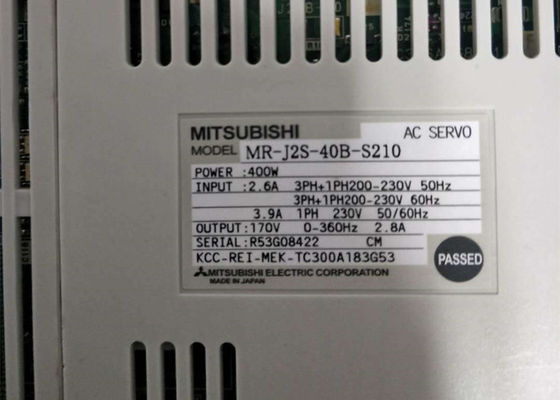 MITSUBISHI AC SERVO
MODEL MR-J2S-40B-S210
POWER :400W
INPUT :2.6A 3PH+1PH200-230V 50Hz
3PH+1PH200-230V 60Hz
3.9A 1PH 230V 50/60Hz
OUTPUT:170V 0-360Hz 2.8A
SERIAL:R53G08422 CM
KCC-REI-MEK-TC300A183G53
PASSED
MITSUBISHI ELECTRIC CORPORATION
MADE IN JAPAN